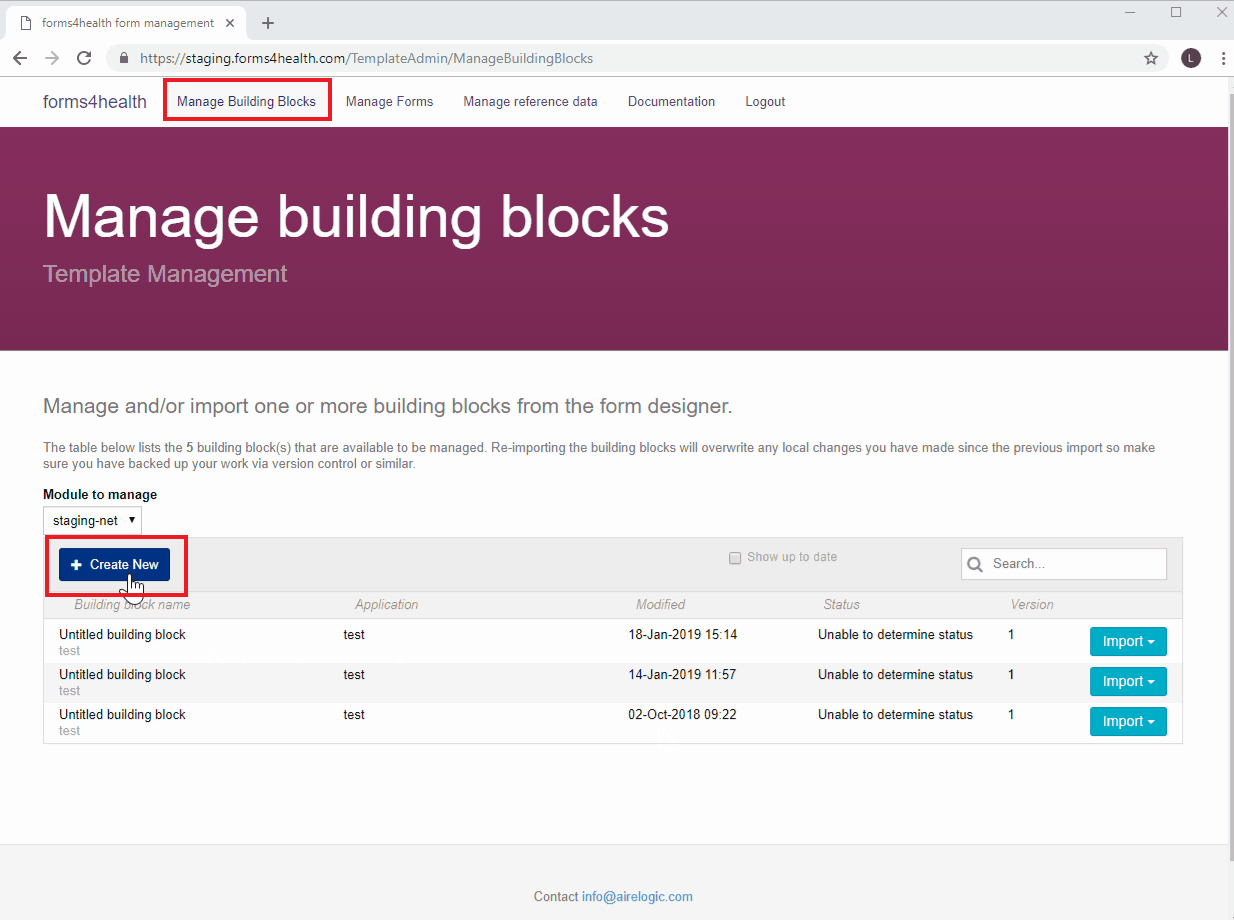 forms4health form management
https://staging.forms4health.com/TemplateAdmin/ManageBuildingBlocks
L
forms4health Manage Building Blocks Manage Forms Manage reference data Documentation Logout
Manage building blocks
Template Management
Manage and/or import one or more building blocks from the form designer.
The table below lists the 5 building block(s) that are available to be managed. Re-importing the building blocks will overwrite any local changes you have made since the previous import so make
sure you have backed up your work via version control or similar.
Module to manage
staging-net
Create New Show up to date Search...
Building block name Application Modified Status Version
Untitled building block test 18-Jan-2019 15:14 Unable to determine status 1 Import
test
Untitled building block test 14-Jan-2019 11:57 Unable to determine status 1 Import
test
Untitled building block test 02-Oct-2018 09:22 Unable to determine status 1 Import
test
Contact info@airelogic.com